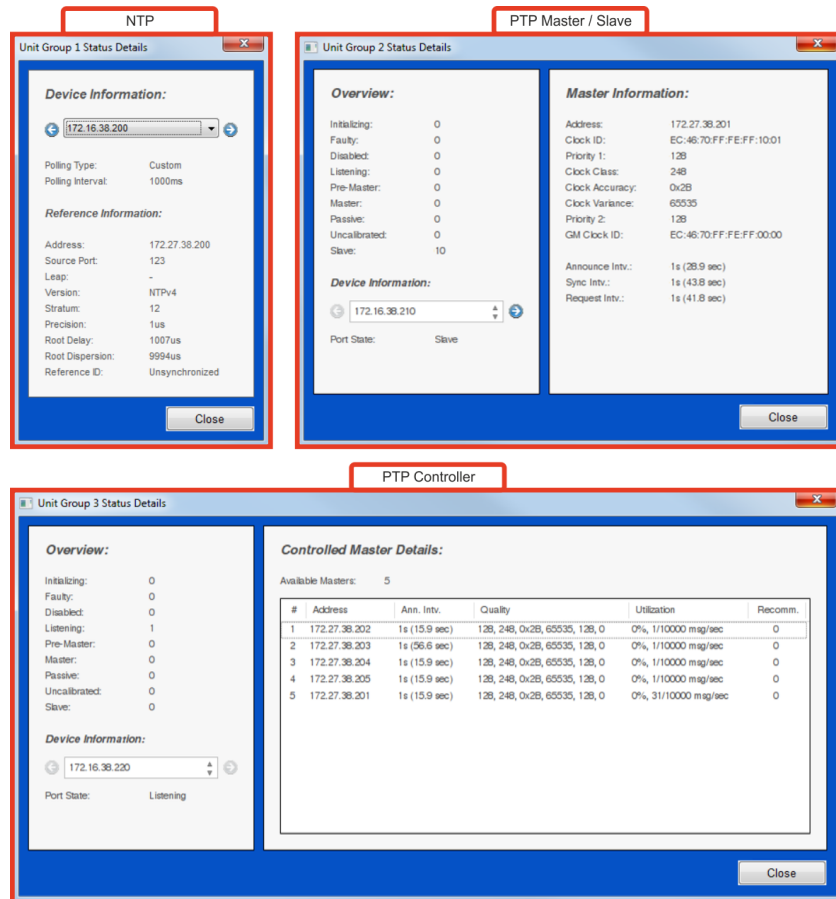 NTP
Unit Group 1 Status Details
Device Information:
172.16.38.200
Polling Type: Custom
Polling Interval: 1000ms
Reference Information:
Address: 172.27.38.200
Source Port: 123
Leap: -
Version: NTPv4
Stratum: 12
Precision: 1us
Root Delay: 1007us
Root Dispersion: 9994us
Reference ID: Unsynchronized
Close
PTP Master / Slave
Unit Group 2 Status Details
Overview:
Initializing: 0
Faulty: 0
Disabled: 0
Listening: 0
Pre-Master: 0
Master: 0
Passive: 0
Uncalibrated: 0
Slave: 10
Device Information:
172.16.38.210
Port State: Slave
Master Information:
Address: 172.27.38.201
Clock ID: EC:46:70:FF:FE:FF:10:01
Priority 1: 128
Clock Class: 248
Clock Accuracy: 0x2B
Clock Variance: 65535
Priority 2: 128
GM Clock ID: EC:46:70:FF:FE:FF:00:00
Announce Intv.: 1s (28.9 sec)
Sync Intv.: 1s (43.8 sec)
Request Intv.: 1s (41.8 sec)
Close
PTP Controller
Unit Group 3 Status Details
Overview:
Initializing: 0
Faulty: 0
Disabled: 0
Listening: 1
Pre-Master: 0
Master: 0
Passive: 0
Uncalibrated: 0
Slave: 0
Device Information:
172.16.38.220
Port State: Listening
Controlled Master Details:
Available Masters: 5
# Address Ann. Intv. Quality Utilization Recomm.
1 172.27.38.202 1s (15.9 sec) 128, 248, 0x2B, 65535, 128, 0 0%, 1/10000 msg/sec 0
2 172.27.38.203 1s (56.6 sec) 128, 248, 0x2B, 65535, 128, 0 0%, 1/10000 msg/sec 0
3 172.27.38.204 1s (15.9 sec) 128, 248, 0x2B, 65535, 128, 0 0%, 1/10000 msg/sec 0
4 172.27.38.205 1s (15.9 sec) 128, 248, 0x2B, 65535, 128, 0 0%, 1/10000 msg/sec 0
5 172.27.38.201 1s (15.9 sec) 128, 248, 0x2B, 65535, 128, 0 0%, 31/10000 msg/sec 0
Close